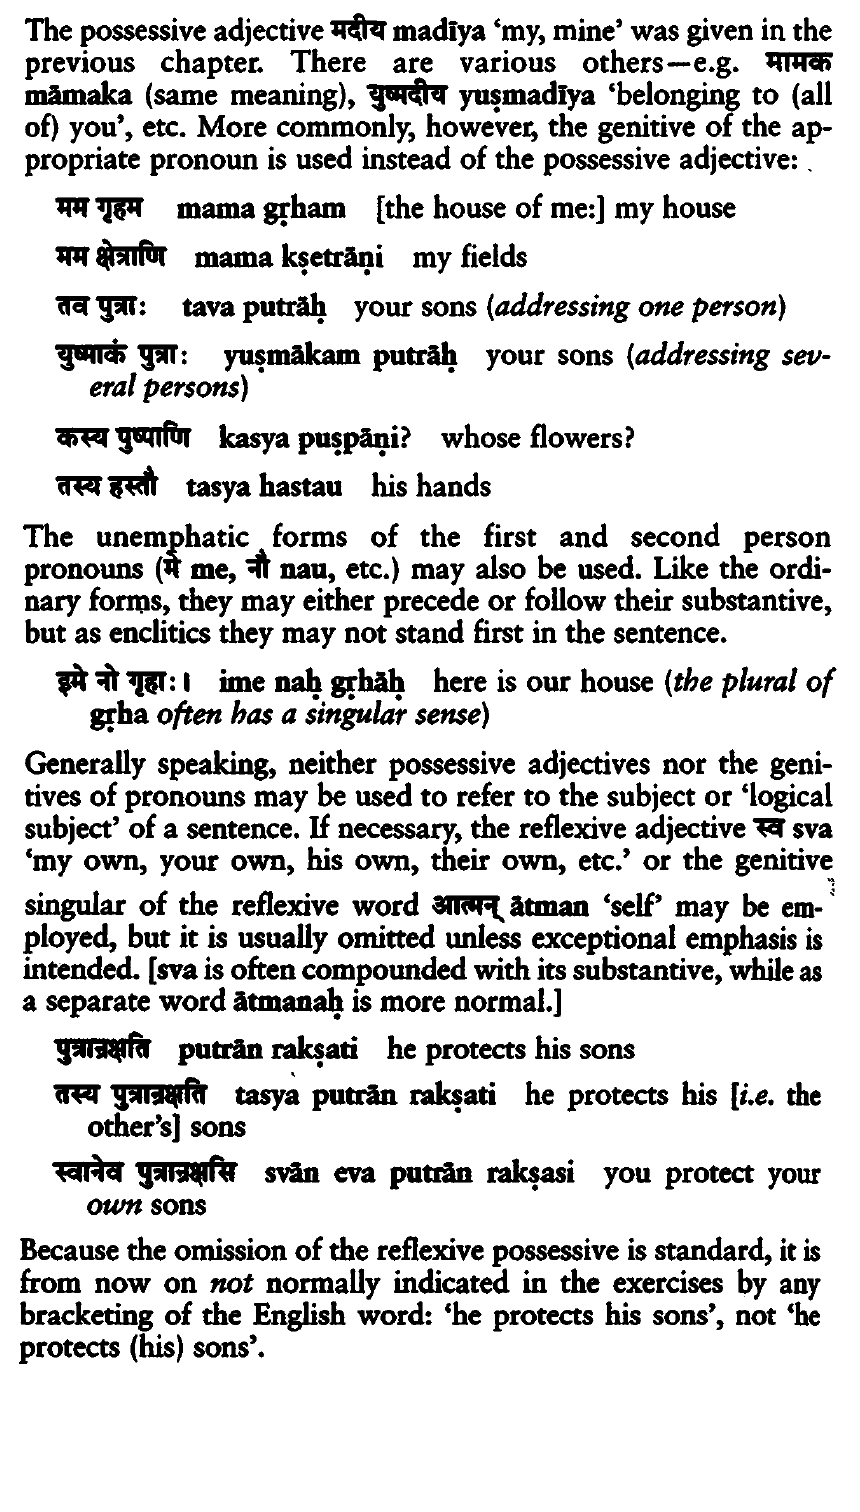 The possessive adjective मदीय madīya ‘my, mine’ was given in the
previous chapter. There are various others—e.g. मामक
māmaka (same meaning), युष्मदीय yuṣmadīya ‘belonging to (all
of) you’, etc. More commonly, however, the genitive of the ap-
propriate pronoun is used instead of the possessive adjective:
मम गृहम mama gṛham [the house of me:] my house
मम क्षेत्राणि mama kṣetrāṇi my fields
तव पुत्राः tava putrāḥ your sons (addressing one person)
युष्माकं पुत्राः yuṣmākam putrāḥ your sons (addressing sev-
eral persons)
कस्य पुष्पाणि kasya puṣpāṇi? whose flowers?
तस्य हस्तौ tasya hastau his hands
The unemphatic forms of the first and second person
pronouns (मे me, नौ nau, etc.) may also be used. Like the ordi-
nary forms, they may either precede or follow their substantive,
but as enclitics they may not stand first in the sentence.
इमे नो गृहाः। ime naḥ gṛhāḥ here is our house (the plural of
gṛha often has a singular sense)
Generally speaking, neither possessive adjectives nor the geni-
tives of pronouns may be used to refer to the subject or ‘logical
subject’ of a sentence. If necessary, the reflexive adjective स्व sva
‘my own, your own, his own, their own, etc.’ or the genitive
singular of the reflexive word आत्मन् ātman ‘self’ may be em-
ployed, but it is usually omitted unless exceptional emphasis is
intended. [sva is often compounded with its substantive, while as
a separate word ātmanaḥ is more normal.]
पुत्रान्रक्षति putrān rakṣati he protects his sons
तस्य पुत्रान्रक्षति tasya putrān rakṣati he protects his [i.e. the
other’s] sons
स्वानेव पुत्रान्रक्षसि svān eva putrān rakṣasi you protect your
own sons
Because the omission of the reflexive possessive is standard, it is
from now on not normally indicated in the exercises by any
bracketing of the English word: ‘he protects his sons’, not ‘he
protects (his) sons’.